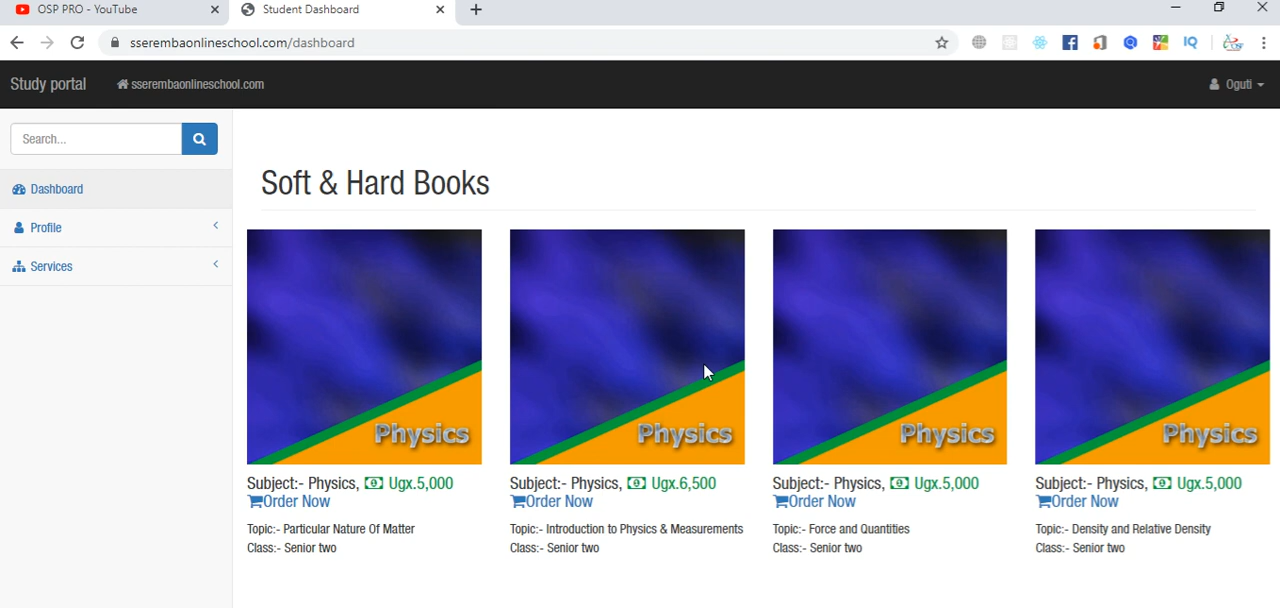 OSP PRO - YouTube
Student Dashboard
sserembaonlineschool.com/dashboard
IQ
Study portal
sserembaonlineschool.com
Oguti
Search...
Dashboard
Profile
Services
Soft & Hard Books
Physics
Physics
Physics
Physics
Subject:- Physics, Ugx.5,000
Order Now
Topic:- Particular Nature Of Matter
Class:- Senior two
Subject:- Physics, Ugx.6,500
Order Now
Topic:- Introduction to Physics & Measurements
Class:- Senior two
Subject:- Physics, Ugx.5,000
Order Now
Topic:- Force and Quantities
Class:- Senior two
Subject:- Physics, Ugx.5,000
Order Now
Topic:- Density and Relative Density
Class:- Senior two